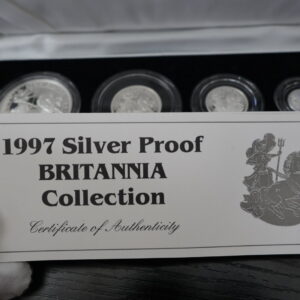 1997 Silver Proof
BRITANNIA
Collection
Certificate of Authenticity